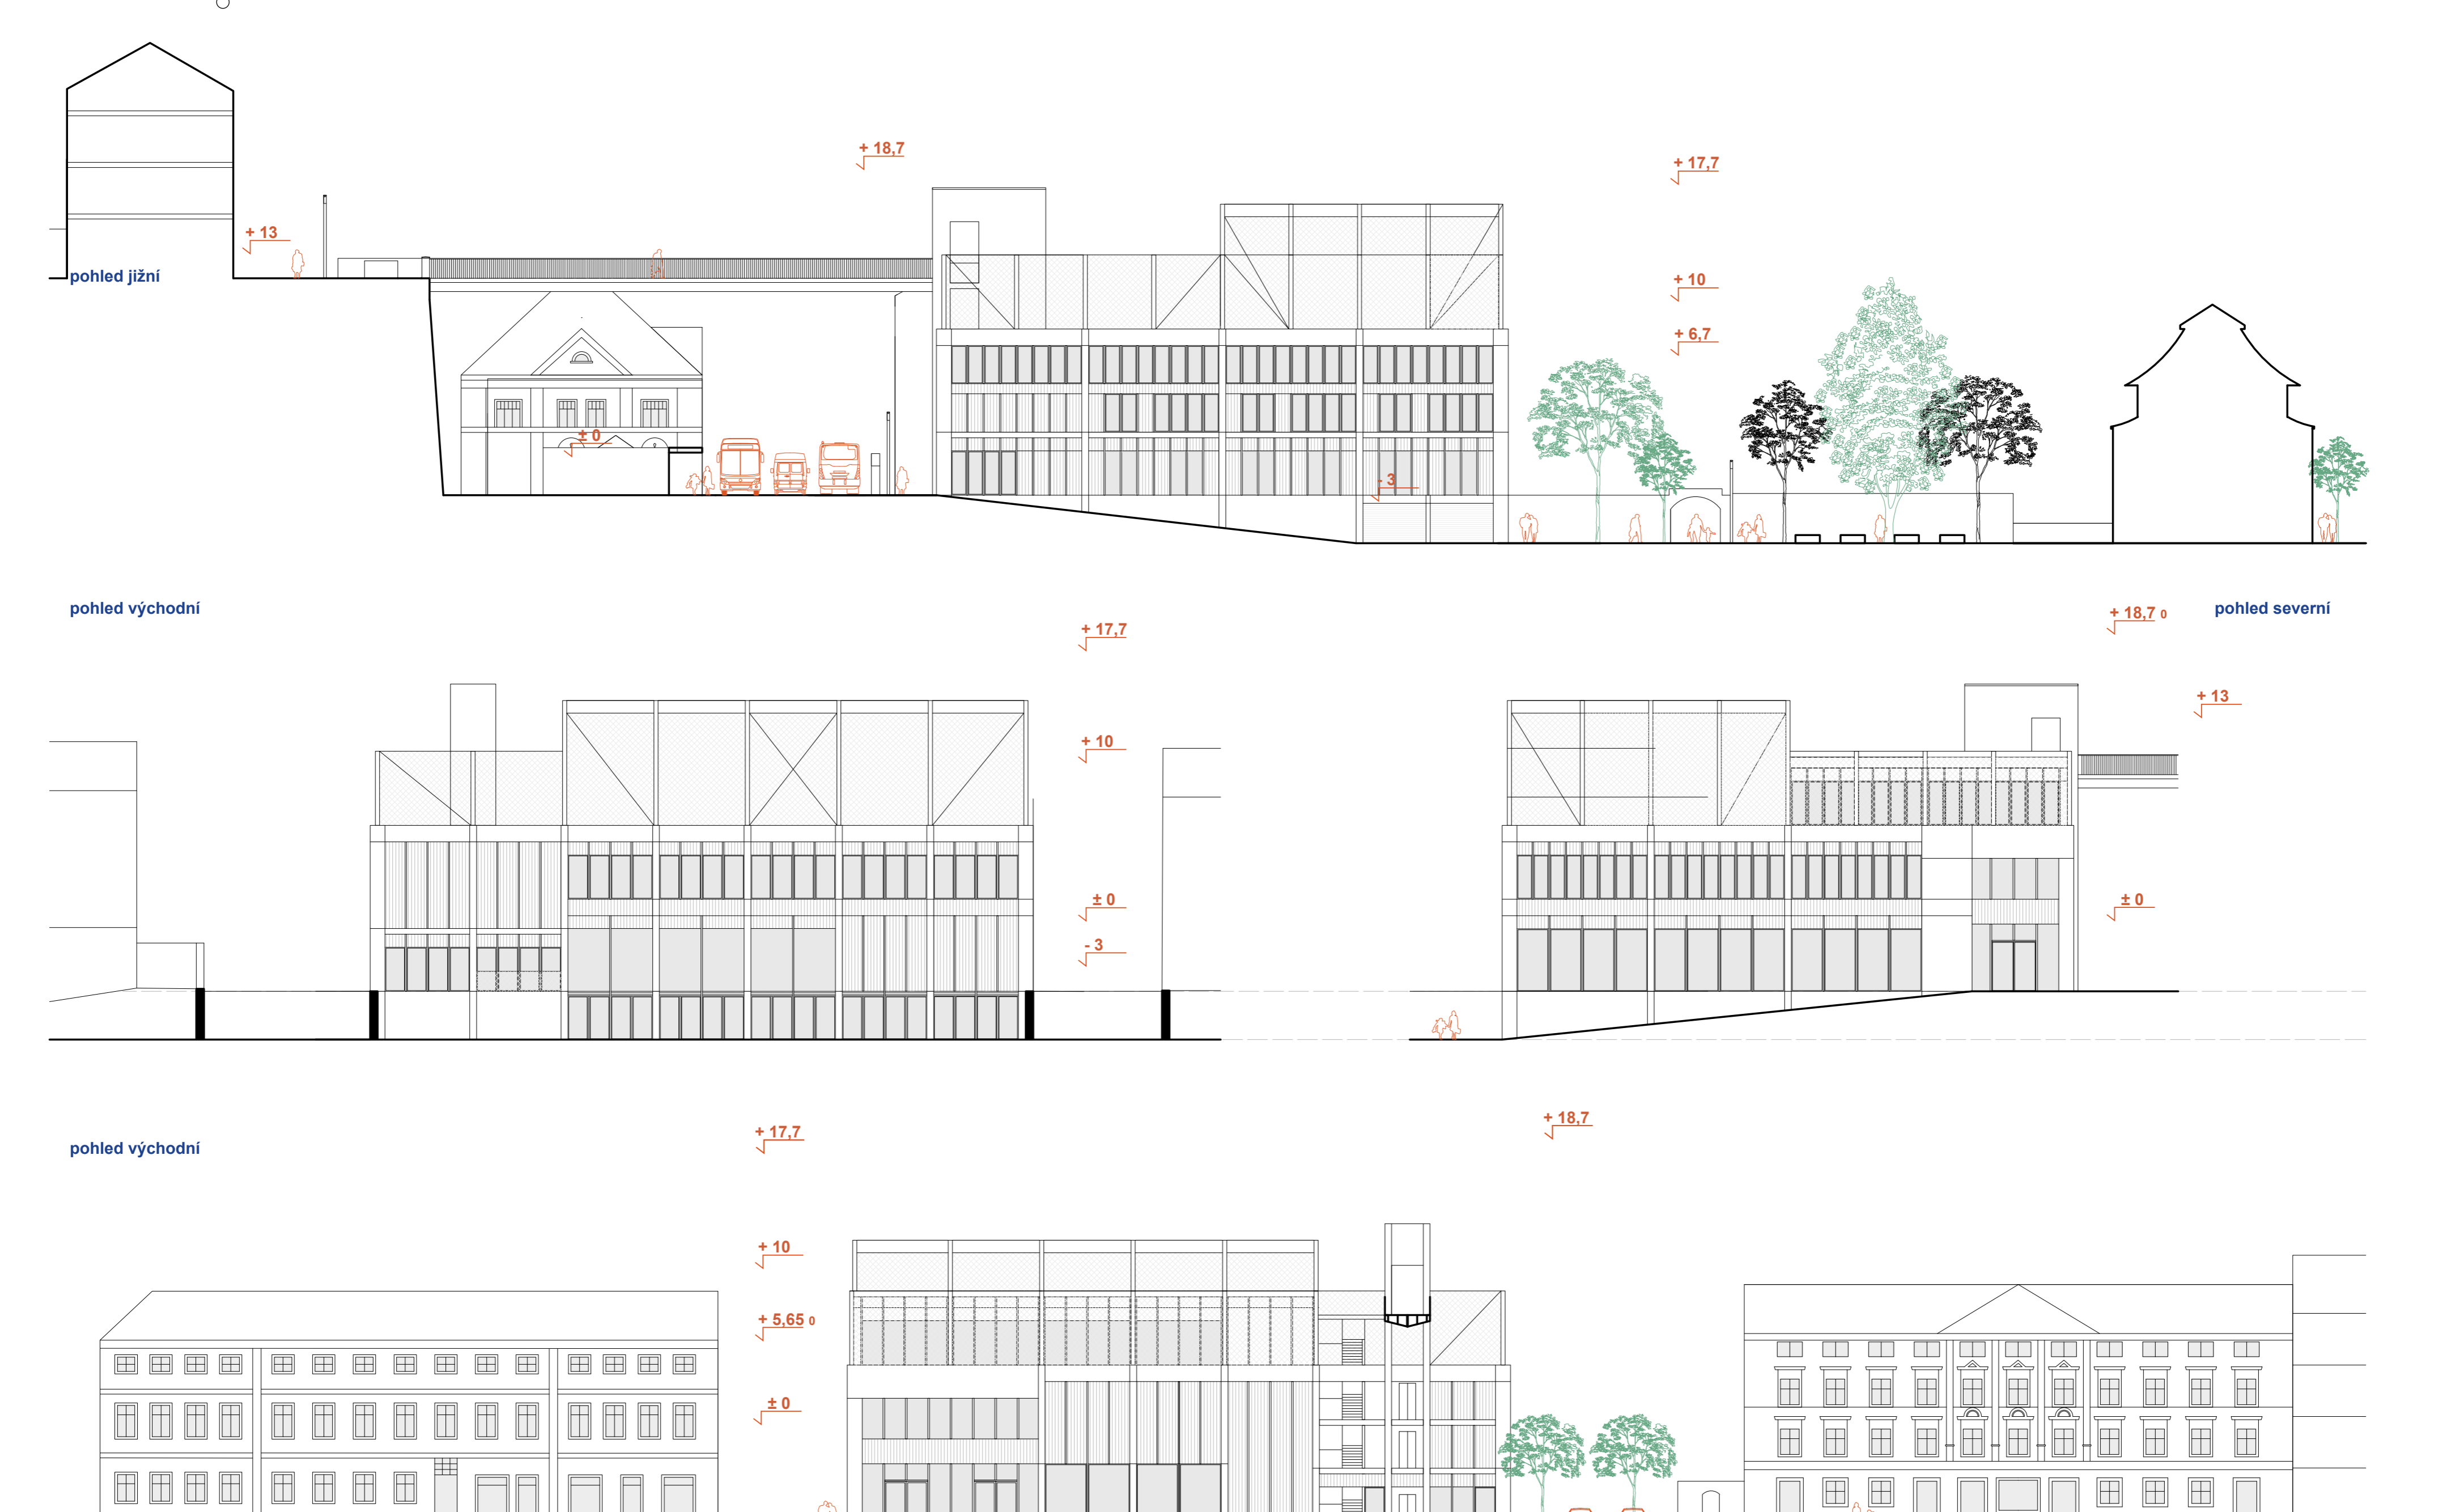 + 18,7
+ 17,7
+ 13
pohled jižní
+ 10
+ 6,7
± 0
- 3
pohled východní
pohled severní
+ 18,7 0
+ 17,7
+ 13
+ 10
± 0
± 0
- 3
+ 18,7
+ 17,7
pohled východní
+ 10
+ 5,65 0
± 0